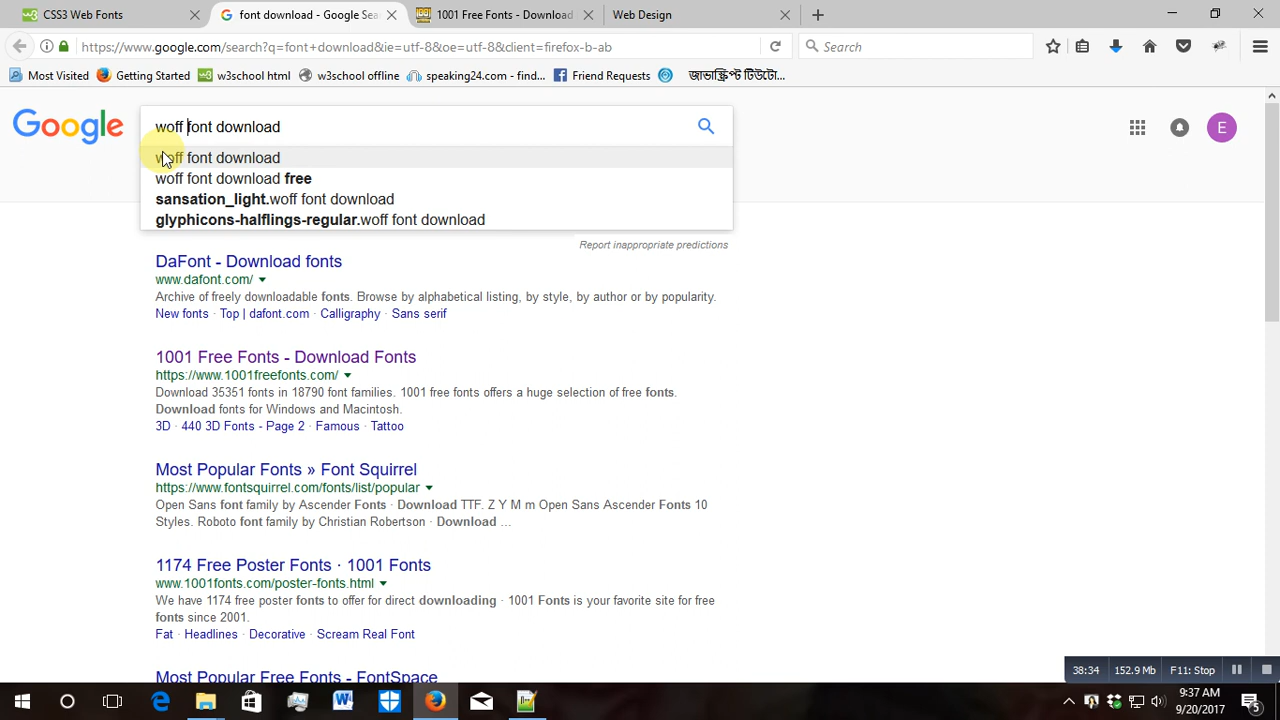 CSS3 Web Fonts
font download - Google Sea
1001 Free Fonts - Download
Web Design
https://www.google.com/search?q=font+download&ie=utf-8&oe=utf-8&client=firefox-b-ab
Search
Most Visited
Getting Started
w3school html
w3school offline
speaking24.com - find...
Friend Requests
জাভাস্ক্রিপ্ট টিউটো...
Google
woff font download
E
woff font download
woff font download free
sansation_light.woff font download
glyphicons-halflings-regular.woff font download
Report inappropriate predictions
DaFont - Download fonts
www.dafont.com/
Archive of freely downloadable fonts. Browse by alphabetical listing, by style, by author or by popularity.
New fonts · Top | dafont.com · Calligraphy · Sans serif
1001 Free Fonts - Download Fonts
https://www.1001freefonts.com/
Download 35351 fonts in 18790 font families. 1001 free fonts offers a huge selection of free fonts.
Download fonts for Windows and Macintosh.
3D · 440 3D Fonts - Page 2 · Famous · Tattoo
Most Popular Fonts » Font Squirrel
https://www.fontsquirrel.com/fonts/list/popular
Open Sans font family by Ascender Fonts · Download TTF. Z Y M m Open Sans Ascender Fonts 10
Styles. Roboto font family by Christian Robertson · Download ...
1174 Free Poster Fonts · 1001 Fonts
www.1001fonts.com/poster-fonts.html
We have 1174 free poster fonts to offer for direct downloading · 1001 Fonts is your favorite site for free
fonts since 2001.
Fat · Headlines · Decorative · Scream Real Font
Most Popular Free Fonts - FontSpace
38:34
152.9 Mb
F11: Stop
9:37 AM
9/20/2017
5